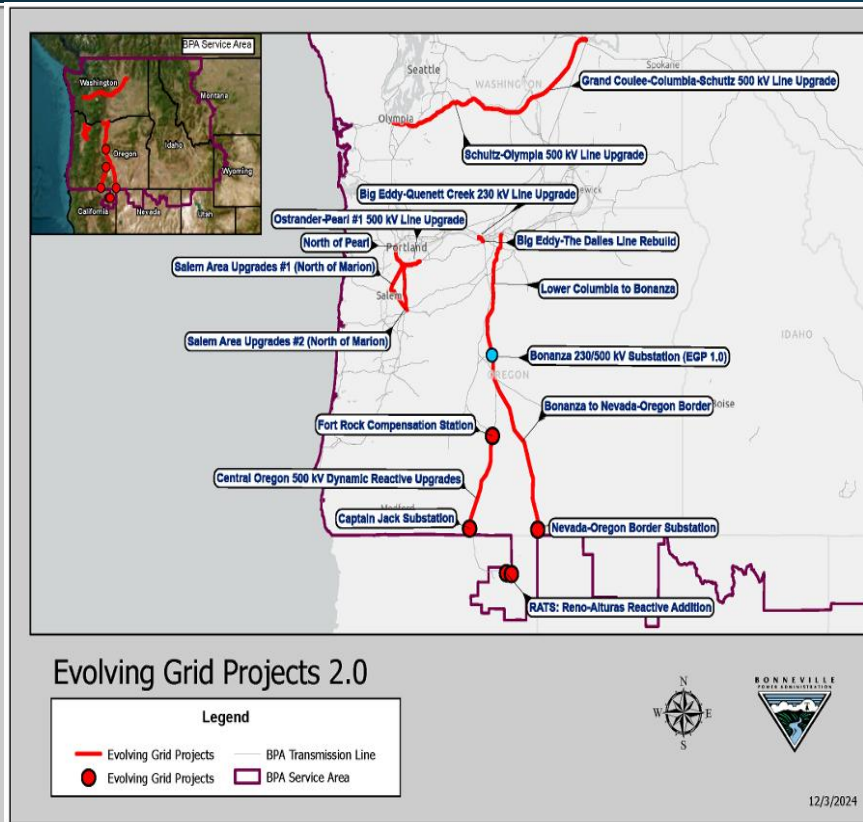 BPA Service Area
Washington
Montana
Oregon
Idaho
Wyoming
California
Nevada
Utah
Seattle
WASHINGTON
Spokane
Grand Coulee-Columbia-Schultz 500 kV Line Upgrade
Olympia
Schultz-Olympia 500 kV Line Upgrade
Big Eddy-Quenett Creek 230 kV Line Upgrade
Ostrander-Pearl #1 500 kV Line Upgrade
North of Pearl
Portland
Big Eddy-The Dalles Line Rebuild
Salem Area Upgrades #1 (North of Marion)
Lower Columbia to Bonanza
Salem
Salem Area Upgrades #2 (North of Marion)
IDAHO
Bonanza 230/500 kV Substation (EGP 1.0)
OREGON
Bonanza to Nevada-Oregon Border
Fort Rock Compensation Station
Central Oregon 500 kV Dynamic Reactive Upgrades
Captain Jack Substation
Nevada-Oregon Border Substation
RATS: Reno-Alturas Reactive Addition
Evolving Grid Projects 2.0
Legend
Evolving Grid Projects
BPA Transmission Line
Evolving Grid Projects
BPA Service Area
N
W
E
S
BONNEVILLE
POWER ADMINISTRATION
12/3/2024